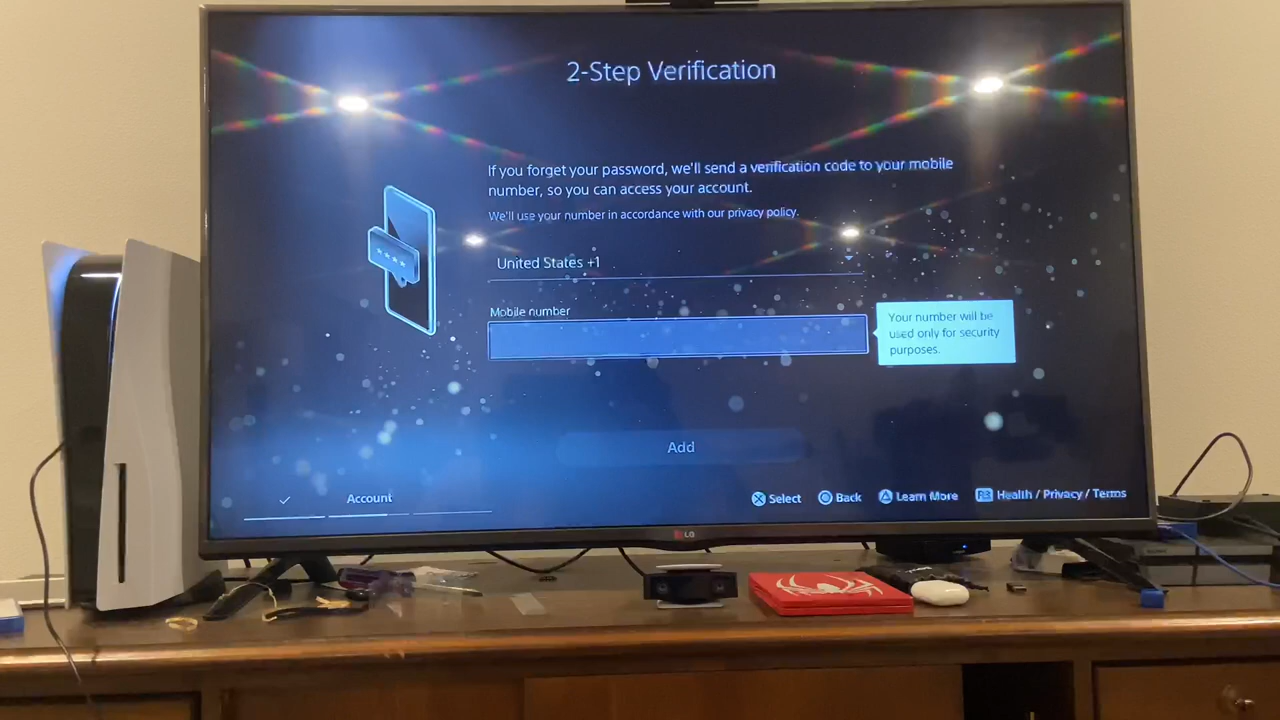 2-Step Verification
If you forget your password, we'll send a verification code to your mobile
number, so you can access your account.
We'll use your number in accordance with our privacy policy.
United States +1
Mobile number
Your number will be
used only for security
purposes.
****
Add
Account
Select
Back
Learn More
R3 Health / Privacy / Terms
LG